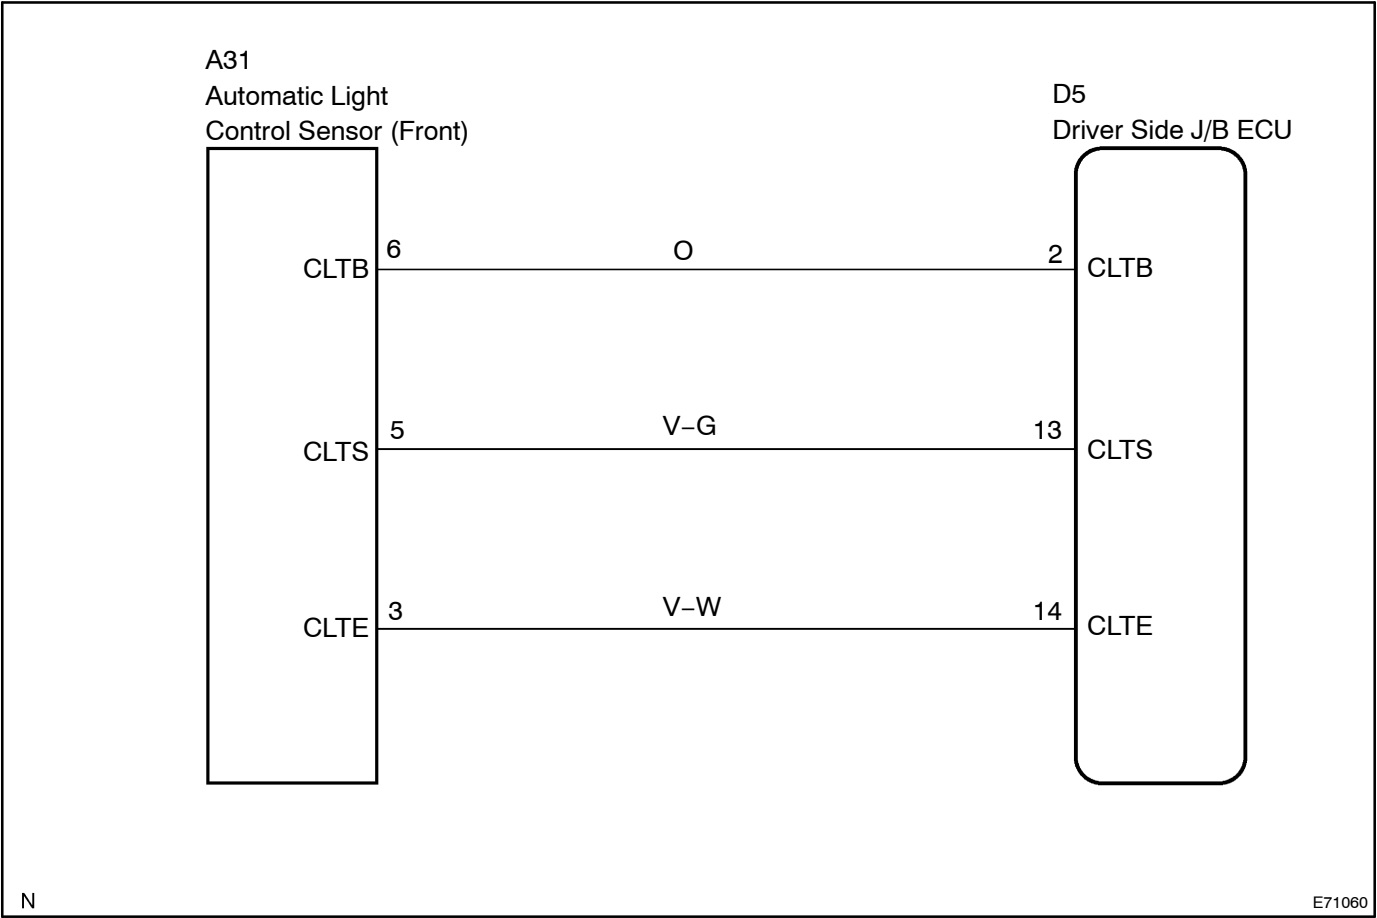 A31
Automatic Light
Control Sensor (Front)
D5
Driver Side J/B ECU
CLTB 6 O 2 CLTB
CLTS 5 V–G 13 CLTS
CLTE 3 V–W 14 CLTE
N
E71060